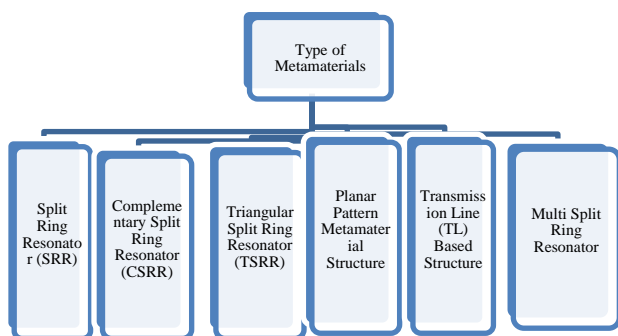 Type of
Metamaterials
Split
Ring
Resonato
r (SRR)
Compleme
ntary Split
Ring
Resonator
(CSRR)
Triangular
Split Ring
Resonator
(TSRR)
Planar
Pattern
Metamater
ial
Structure
Transmiss
ion Line
(TL)
Based
Structure
Multi Split
Ring
Resonator